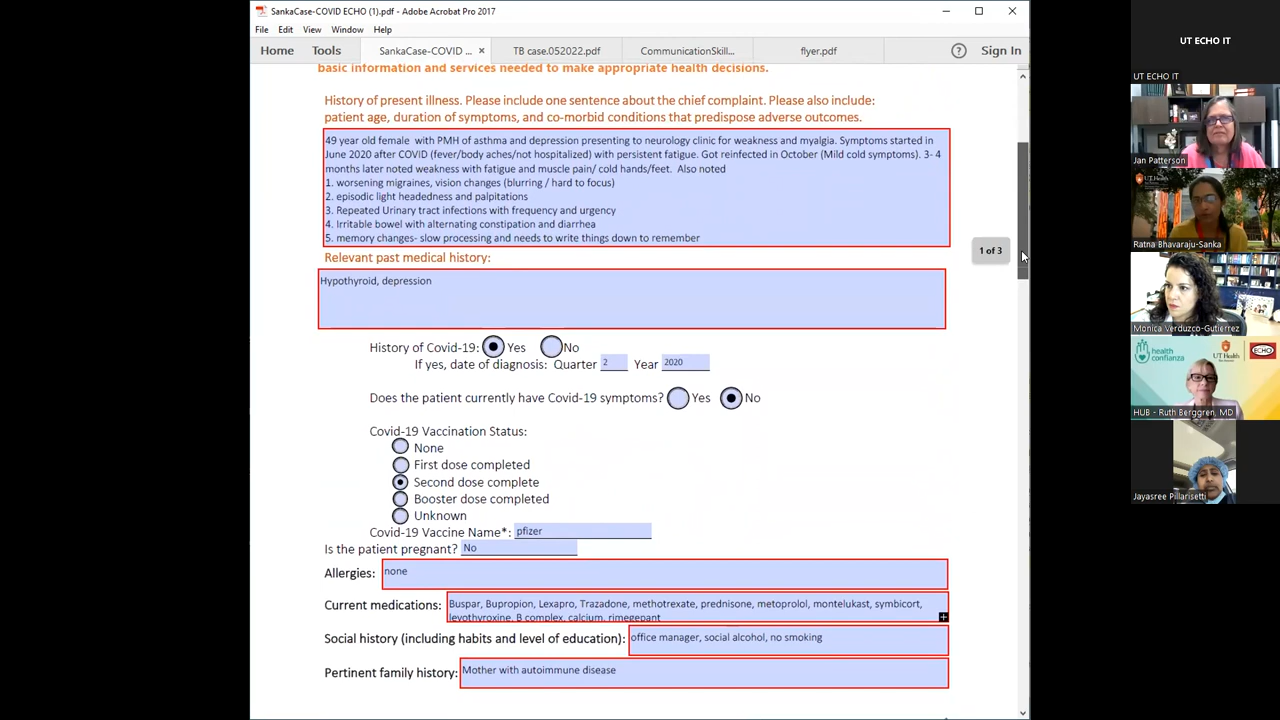 SankaCase-COVID ECHO (1).pdf - Adobe Acrobat Pro 2017
File Edit View Window Help
Home Tools SankaCase-COVID ... × TB case.052022.pdf CommunicationSkill... flyer.pdf ? Sign In
basic information and services needed to make appropriate health decisions.
History of present illness. Please include one sentence about the chief complaint. Please also include:
patient age, duration of symptoms, and co-morbid conditions that predispose adverse outcomes.
49 year old female with PMH of asthma and depression presenting to neurology clinic for weakness and myalgia. Symptoms started in
June 2020 after COVID (fever/body aches/not hospitalized) with persistent fatigue. Got reinfected in October (Mild cold symptoms). 3- 4
months later noted weakness with fatigue and muscle pain/ cold hands/feet. Also noted
1. worsening migraines, vision changes (blurring / hard to focus)
2. episodic light headedness and palpitations
3. Repeated Urinary tract infections with frequency and urgency
4. Irritable bowel with alternating constipation and diarrhea
5. memory changes- slow processing and needs to write things down to remember
1 of 3
Relevant past medical history:
Hypothyroid, depression
History of Covid-19: Yes No
If yes, date of diagnosis: Quarter 2 Year 2020
Does the patient currently have Covid-19 symptoms? Yes No
Covid-19 Vaccination Status:
None
First dose completed
Second dose complete
Booster dose completed
Unknown
Covid-19 Vaccine Name*: pfizer
Is the patient pregnant? No
Allergies: none
Current medications: Buspar, Bupropion, Lexapro, Trazadone, methotrexate, prednisone, metoprolol, montelukast, symbicort,
levothyroxine, B complex, calcium, rimegepant
Social history (including habits and level of education): office manager, social alcohol, no smoking
Pertinent family history: Mother with autoimmune disease
UT ECHO IT
UT ECHO IT
Jan Patterson
UT Health
Ratna Bhavaraju-Sanka
Monica Verduzco-Gutierrez
health
confianza
UT Health
ECHO
HUB - Ruth Berggren, MD
Jayasree Pillarisetti